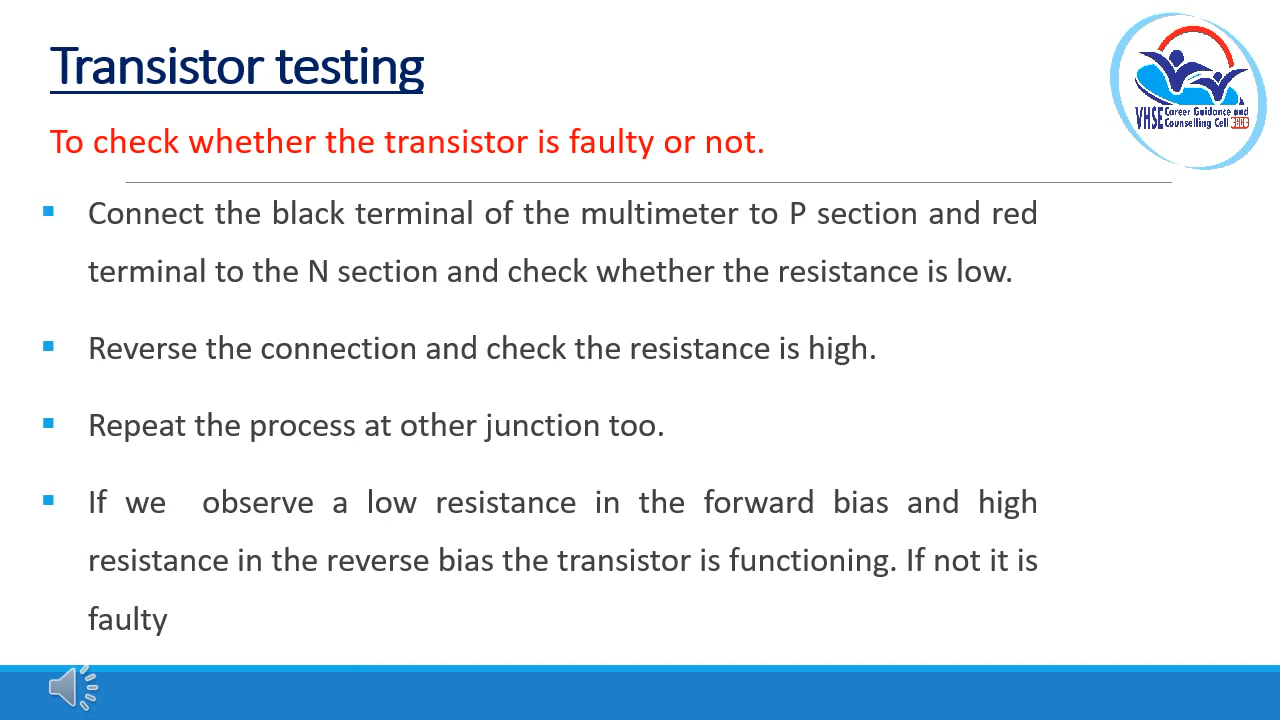 Transistor testing
To check whether the transistor is faulty or not.
VHSE Career Guidance and
Counselling Cell
Connect the black terminal of the multimeter to P section and red
terminal to the N section and check whether the resistance is low.
Reverse the connection and check the resistance is high.
Repeat the process at other junction too.
If we observe a low resistance in the forward bias and high
resistance in the reverse bias the transistor is functioning. If not it is
faulty